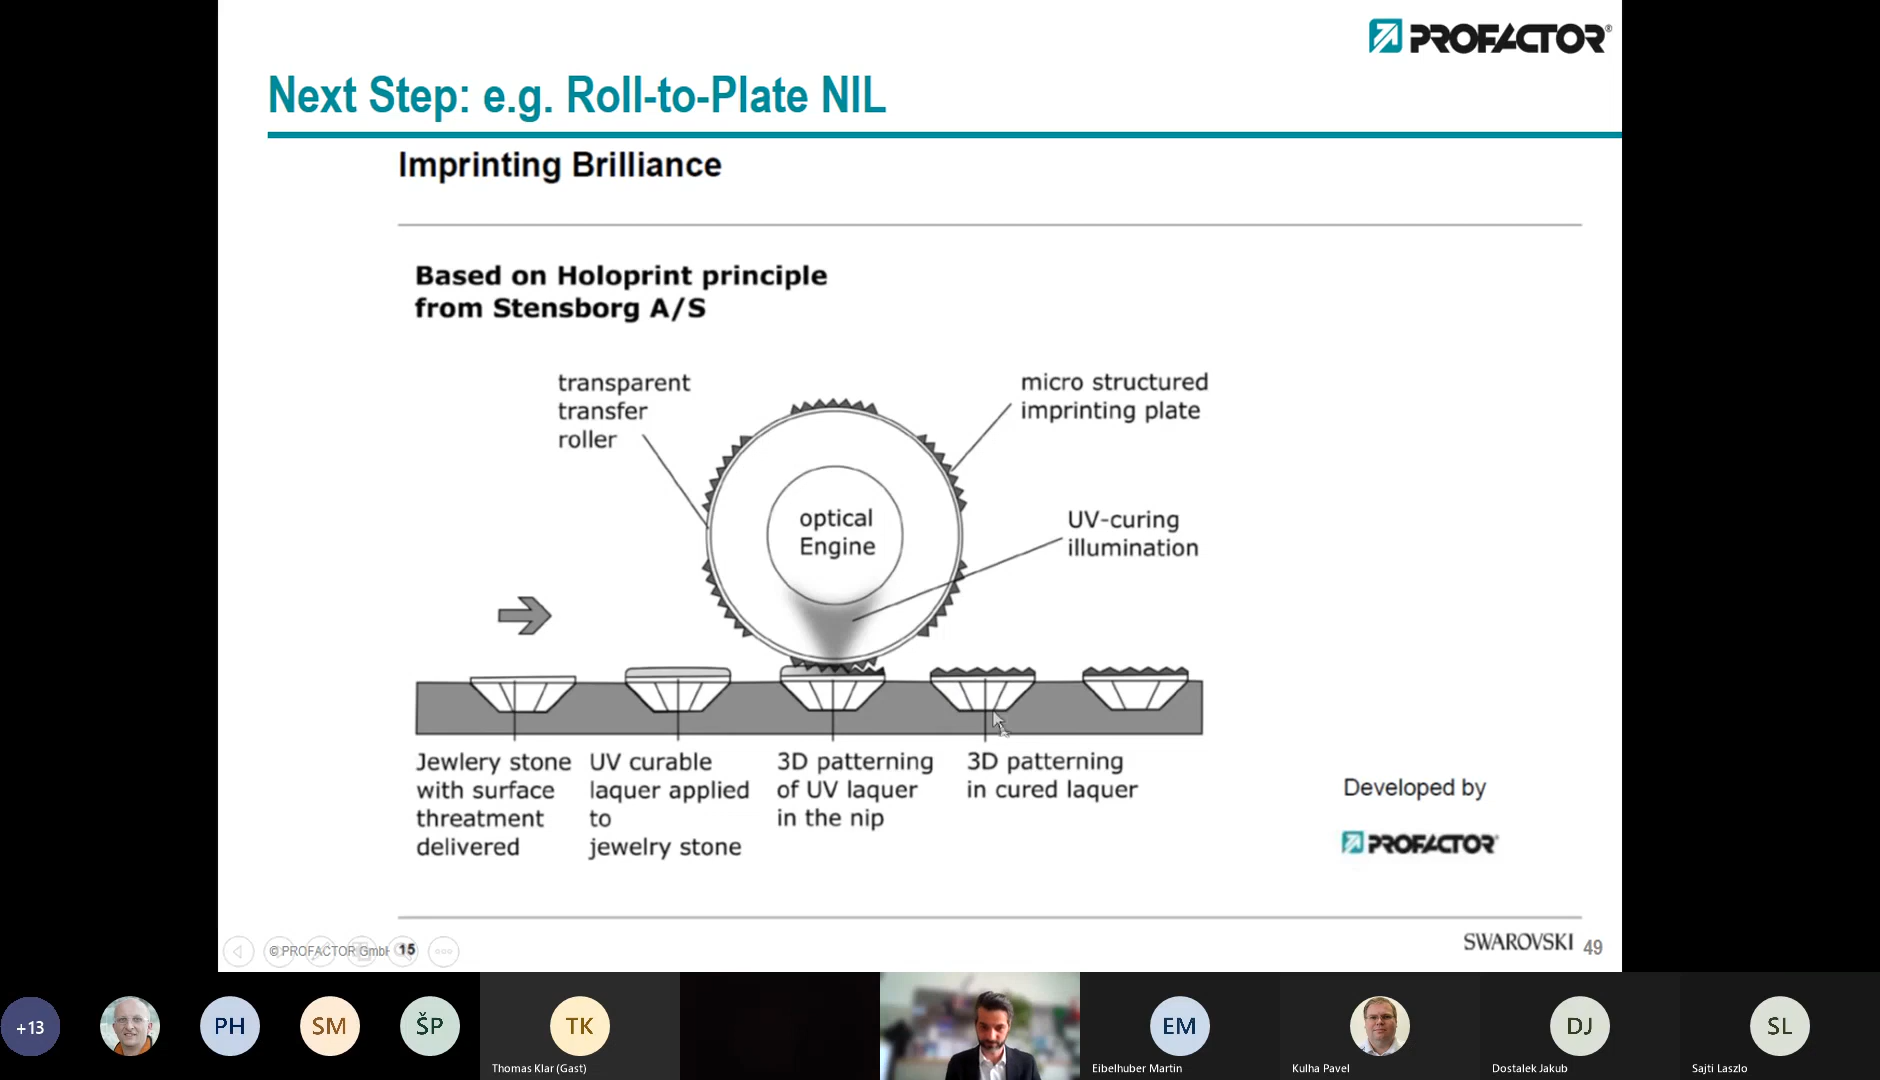 PROFACTOR®
Next Step: e.g. Roll-to-Plate NIL
Imprinting Brilliance
Based on Holoprint principle
from Stensborg A/S
transparent
transfer
roller
micro structured
imprinting plate
optical
Engine
UV-curing
illumination
Jewlery stone
with surface
threatment
delivered
UV curable
laquer applied
to
jewelry stone
3D patterning
of UV laquer
in the nip
3D patterning
in cured laquer
Developed by
PROFACTOR®
© PROFACTOR GmbH
15
SWAROVSKI
49
+13
PH
SM
ŠP
TK
Thomas Klar (Gast)
EM
Eibelhuber Martin
Kulha Pavel
DJ
Dostalek Jakub
SL
Sajti Laszlo